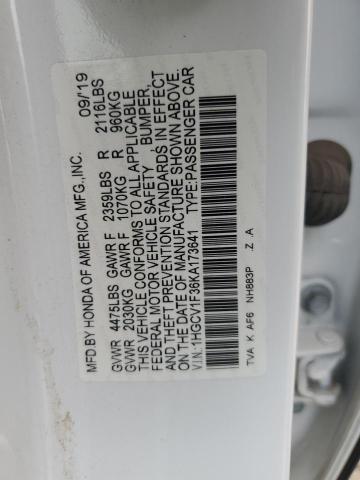 MFD.BY HONDA OF AMERICA MFG.,INC. 09/'19
GVWR 4475LBS GAWR F 2359LBS R 2116LBS
GVWR 2030KG GAWR F 1070KG R 960KG
THIS VEHICLE CONFORMS TO ALL APPLICABLE
FEDERAL MOTOR VEHICLE SAFETY, BUMPER,
AND THEFT PREVENTION STANDARDS IN EFFECT
ON THE DATE OF MANUFACTURE SHOWN ABOVE.
V.I.N.:1HGCV1F36KA173641 TYPE:PASSENGER CAR
TVA K AF6 NH883P .Z .A